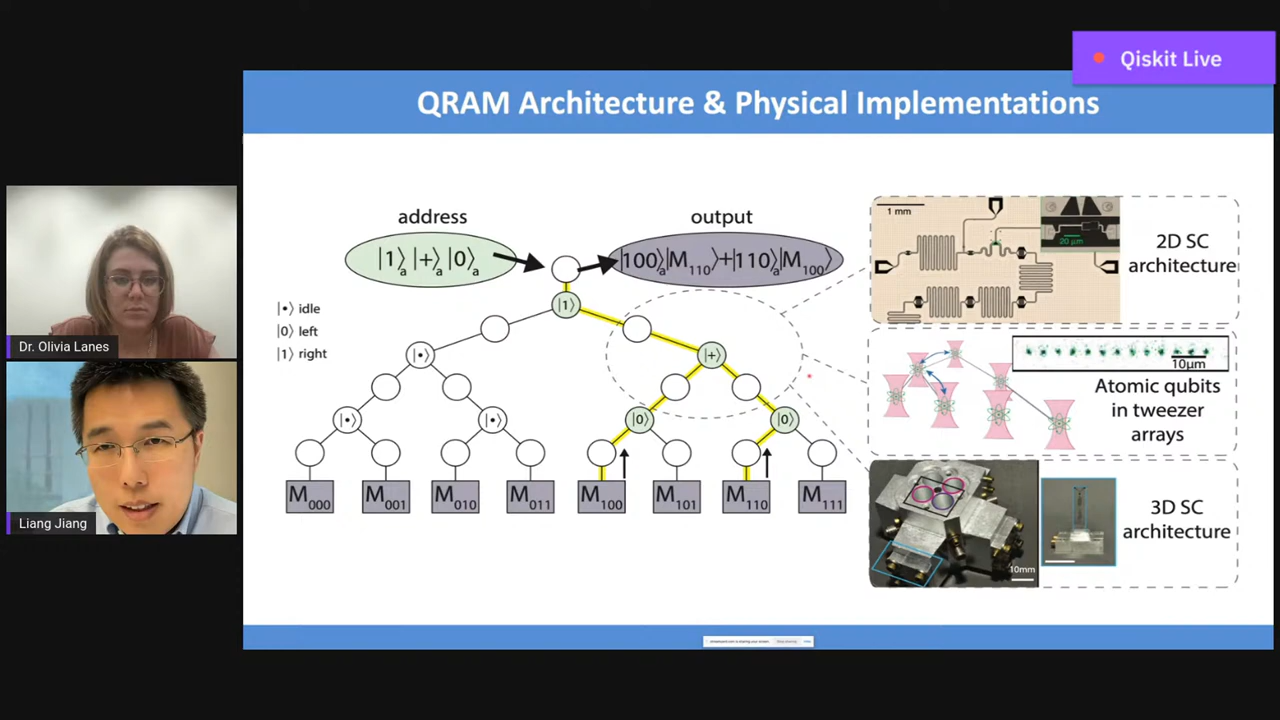 Qiskit Live
QRAM Architecture & Physical Implementations
address
output
|1⟩ₐ|+⟩ₐ|0⟩ₐ
|100⟩ₐ|M₁₁₀⟩+|110⟩ₐ|M₁₀₀⟩
|•⟩ idle
|0⟩ left
|1⟩ right
|1⟩
|•⟩
|+⟩
|•⟩
|•⟩
|0⟩
|0⟩
M₀₀₀
M₀₀₁
M₀₁₀
M₀₁₁
M₁₀₀
M₁₀₁
M₁₁₀
M₁₁₁
1 mm
20 µm
2D SC
architecture
10µm
Atomic qubits
in tweezer
arrays
10mm
3D SC
architecture
Dr. Olivia Lanes
Liang Jiang